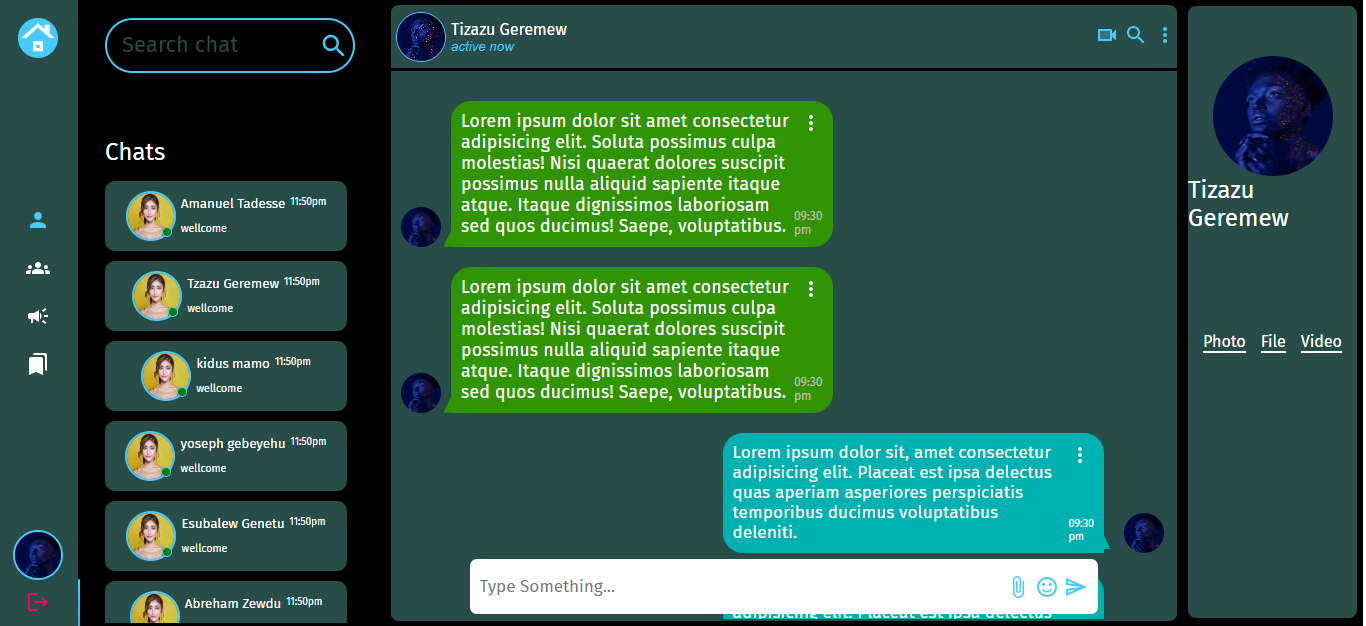 Search chat
Chats
Amanuel Tadesse 11:50pm
wellcome
Tzazu Geremew 11:50pm
wellcome
kidus mamo 11:50pm
wellcome
yoseph gebeyehu 11:50pm
wellcome
Esubalew Genetu 11:50pm
wellcome
Abreham Zewdu 11:50pm
Tizazu Geremew
active now
Lorem ipsum dolor sit amet consectetur
adipisicing elit. Soluta possimus culpa
molestias! Nisi quaerat dolores suscipit
possimus nulla aliquid sapiente itaque
atque. Itaque dignissimos laboriosam
sed quos ducimus! Saepe, voluptatibus.
09:30
pm
Lorem ipsum dolor sit amet consectetur
adipisicing elit. Soluta possimus culpa
molestias! Nisi quaerat dolores suscipit
possimus nulla aliquid sapiente itaque
atque. Itaque dignissimos laboriosam
sed quos ducimus! Saepe, voluptatibus.
09:30
pm
Lorem ipsum dolor sit, amet consectetur
adipisicing elit. Placeat est ipsa delectus
quas aperiam asperiores perspiciatis
temporibus ducimus voluptatibus
deleniti.
09:30
pm
Type Something...
adipisicing elit. Placeat est ipsa delectus
Tizazu
Geremew
Photo File Video